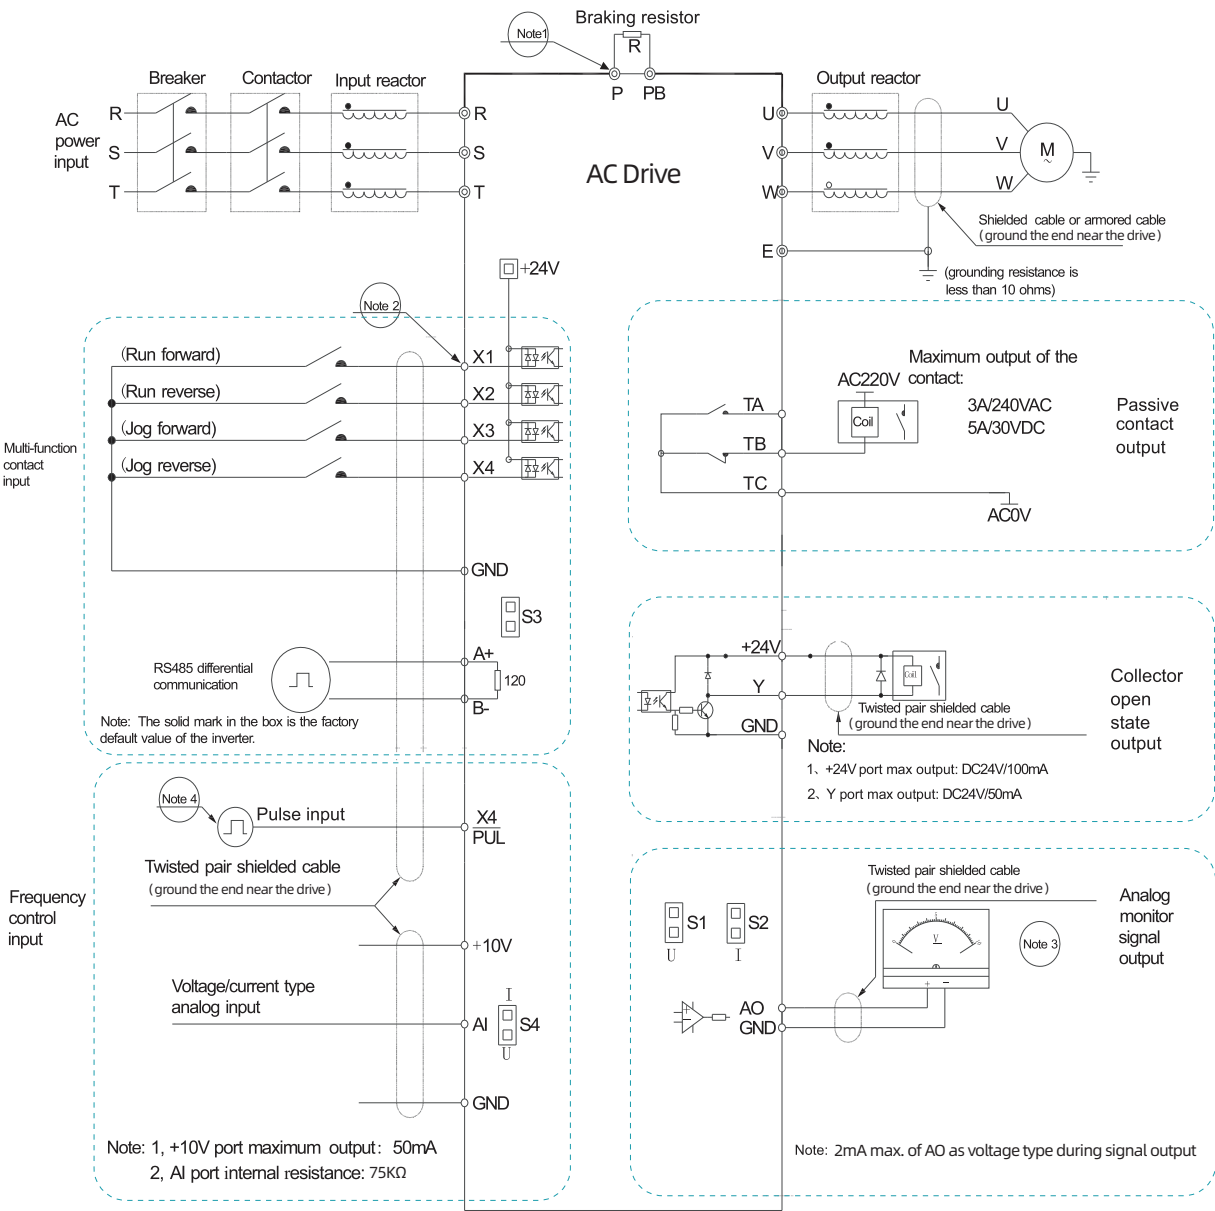 Braking resistor
Note1
R
P PB
Breaker Contactor Input reactor
Output reactor
AC
power
input
R
S
T
R
S
T
AC Drive
U
V
W
U
V
W
M
~
E
Shielded cable or armored cable
(ground the end near the drive)
(grounding resistance is
less than 10 ohms)
+24V
Note 2
(Run forward)
X1
(Run reverse)
X2
(Jog forward)
X3
(Jog reverse)
X4
Multi-function
contact
input
GND
S3
A+
RS485 differential
communication
120
B-
Note: The solid mark in the box is the factory
default value of the inverter.
Note 4
Pulse input
X4
PUL
Twisted pair shielded cable
(ground the end near the drive)
Frequency
control
input
+10V
Voltage/current type
analog input
AI
I
S4
U
GND
Note: 1, +10V port maximum output: 50mA
2, AI port internal resistance: 75KΩ
Maximum output of the
contact:
AC220V
3A/240VAC
5A/30VDC
Coil
TA
TB
TC
AC0V
Passive
contact
output
+24V
Y
GND
Coil
Twisted pair shielded cable
(ground the end near the drive)
Note:
1、+24V port max output: DC24V/100mA
2、Y port max output: DC24V/50mA
Collector
open
state
output
Twisted pair shielded cable
(ground the end near the drive)
S1
U
S2
I
V
+ −
Note 3
Analog
monitor
signal
output
AO
GND
Note: 2mA max. of AO as voltage type during signal output